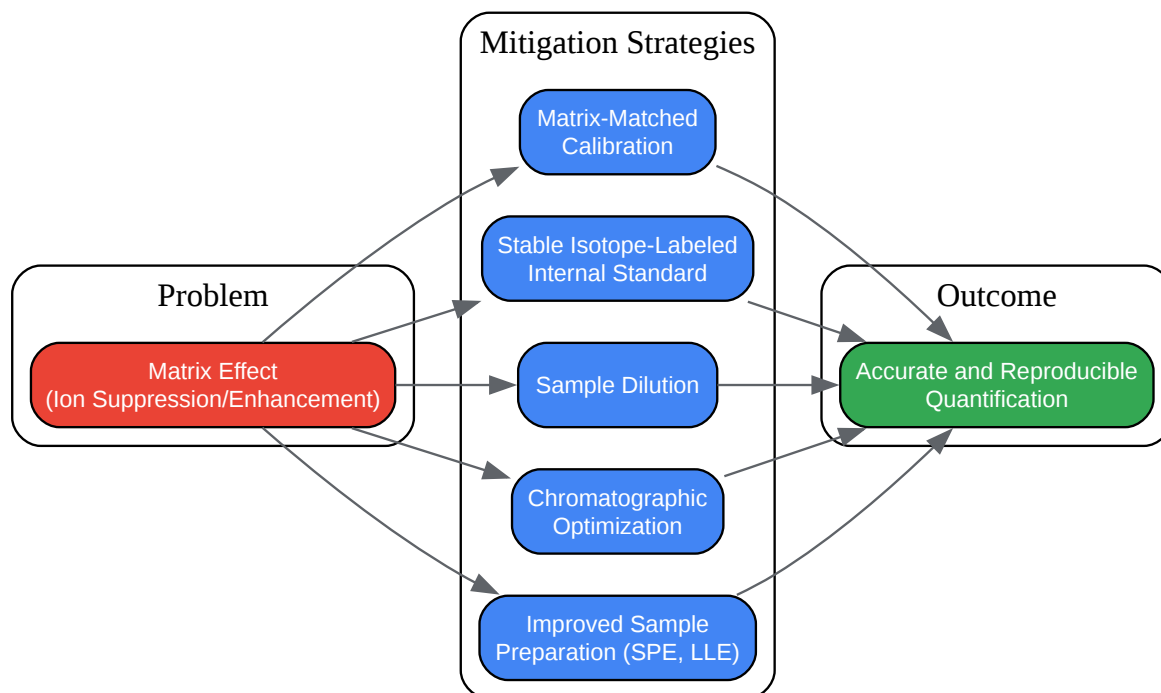 Mitigation Strategies
Matrix-Matched
Calibration
Stable Isotope-Labeled
Internal Standard
Problem
Outcome
Matrix Effect
(Ion Suppression/Enhancement)
Sample Dilution
Accurate and Reproducible
Quantification
Chromatographic
Optimization
Improved Sample
Preparation (SPE, LLE)